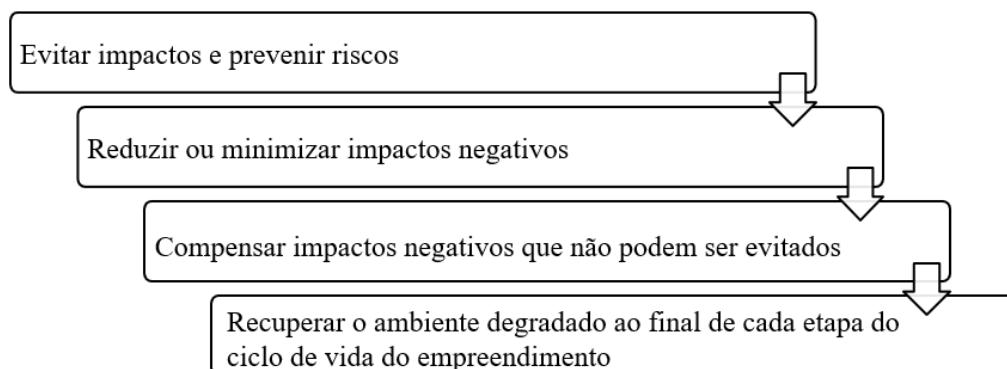 Evitar impactos e prevenir riscos
Reduzir ou minimizar impactos negativos
Compensar impactos negativos que não podem ser evitados
Recuperar o ambiente degradado ao final de cada etapa do
ciclo de vida do empreendimento